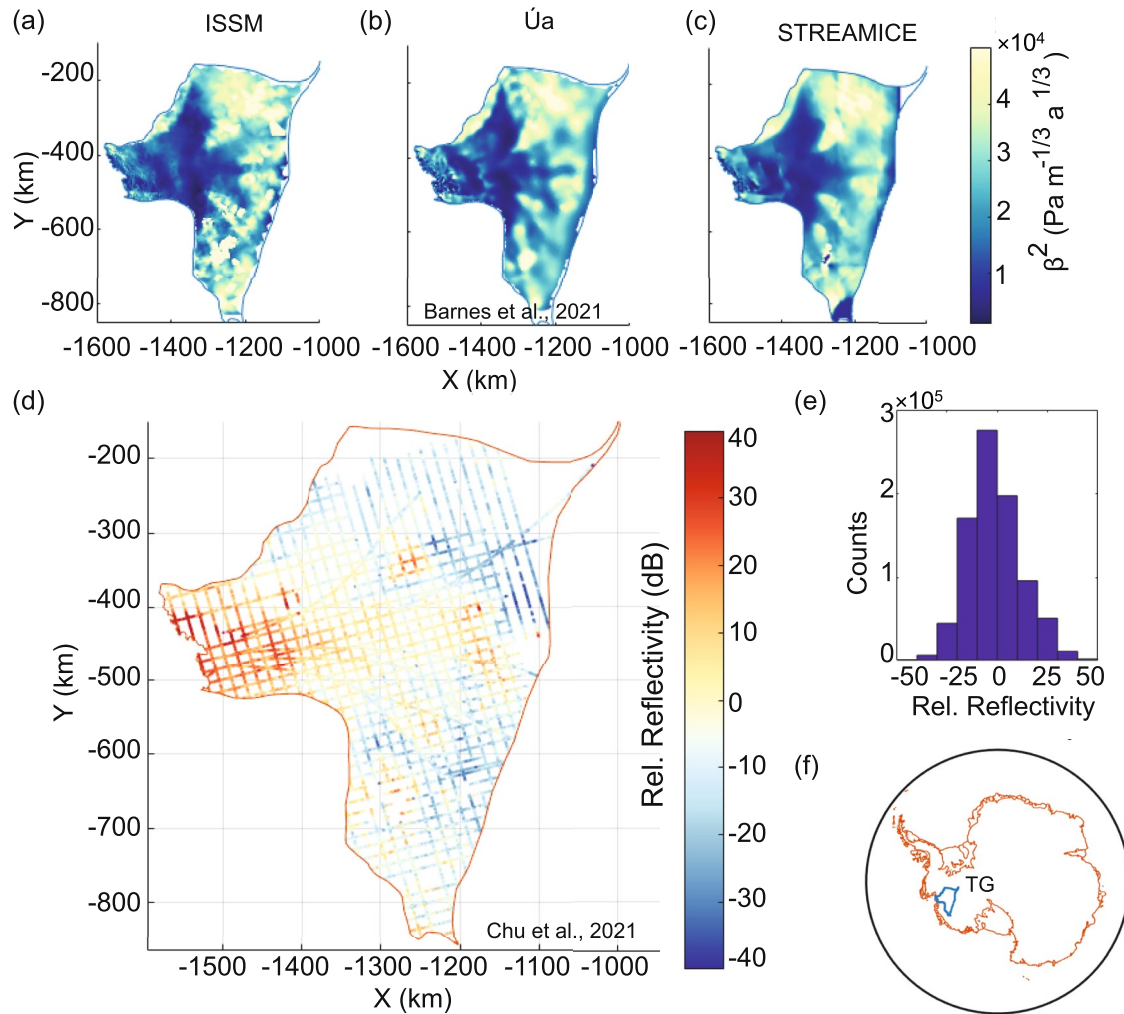 (a)
ISSM
(b)
Úa
(c)
STREAMICE
×10⁴
-200
-400
-600
-800
Y (km)
4
3
2
1
β² (Pa m⁻¹/³ a ¹/³)
Barnes et al., 2021
-1600 -1400 -1200 -1000
-1600 -1400 -1200 -1000
-1600 -1400 -1200 -1000
X (km)
(d)
-200
-300
-400
-500
-600
-700
-800
Y (km)
-1500 -1400 -1300 -1200 -1100 -1000
X (km)
Chu et al., 2021
40
30
20
10
0
-10
-20
-30
-40
Rel. Reflectivity (dB)
(e)
3×10⁵
2
1
0
Counts
-50 -25 0 25 50
Rel. Reflectivity
(f)
TG